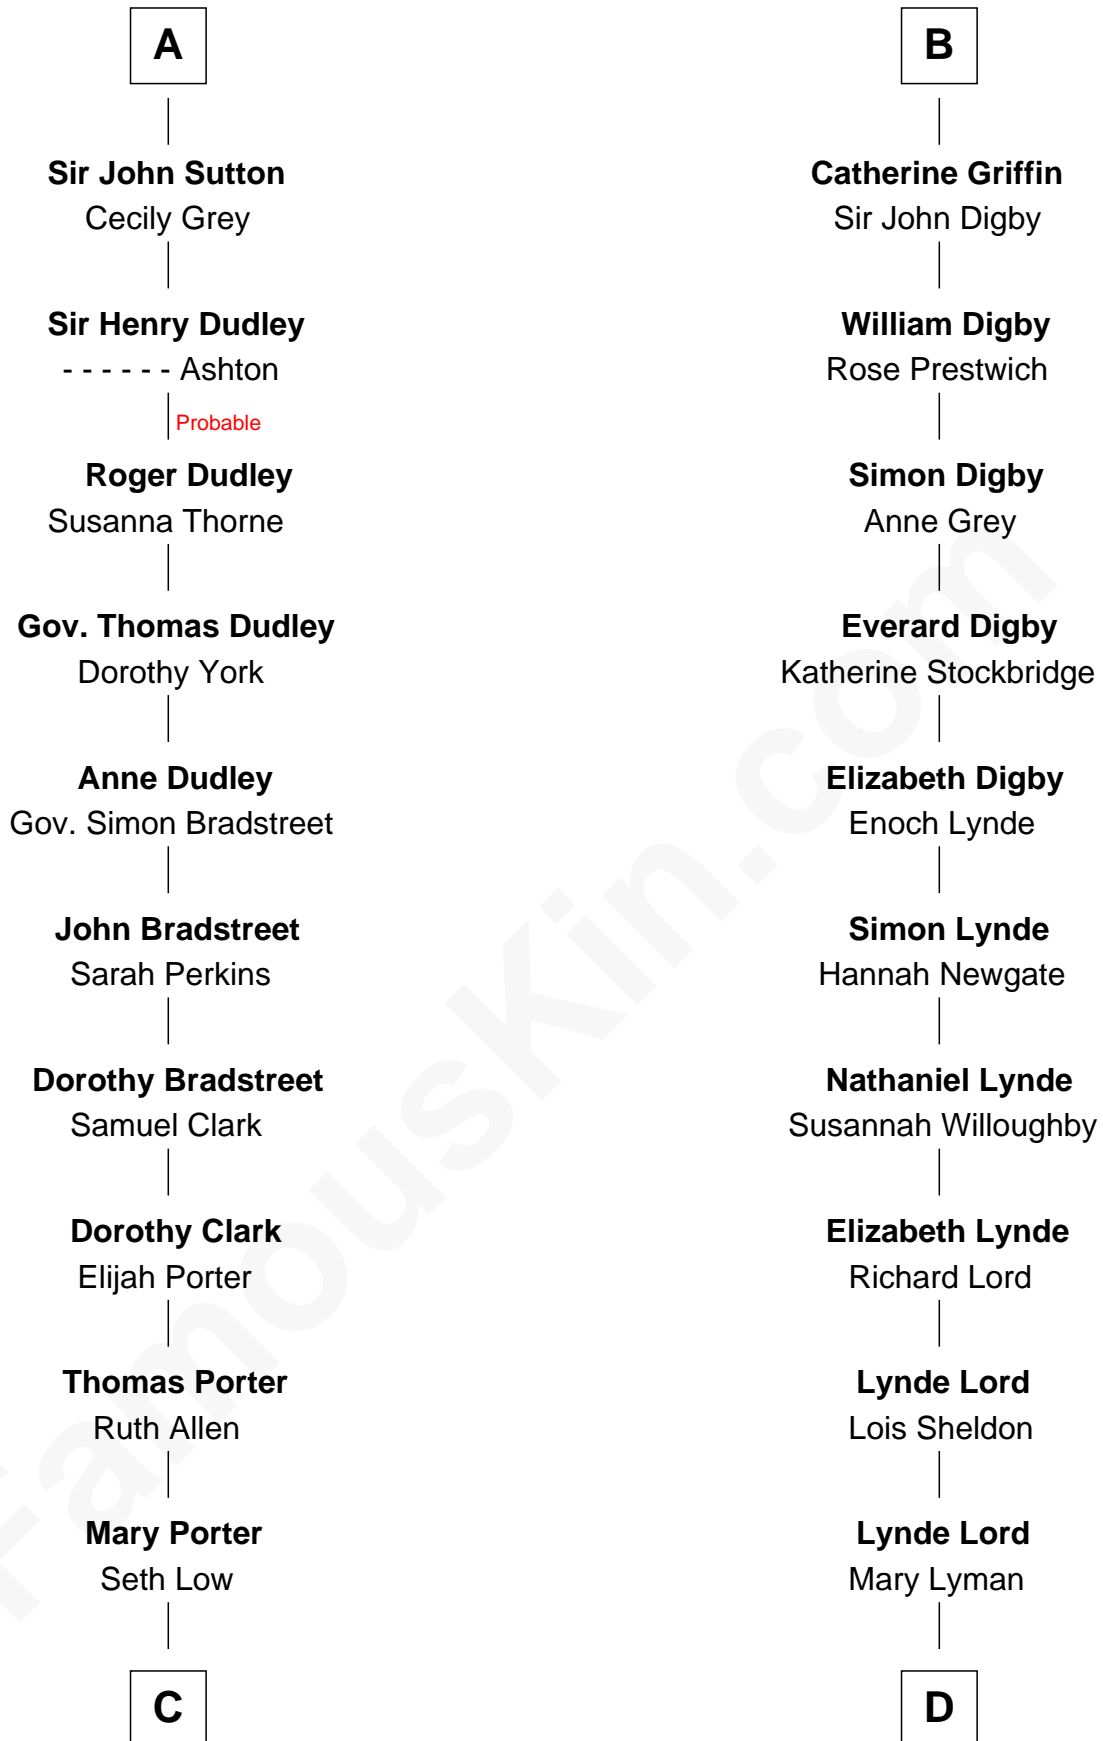 A
Sir John Sutton
Cecily Grey
Sir Henry Dudley
- - - - - - Ashton
Probable
Roger Dudley
Susanna Thorne
Gov. Thomas Dudley
Dorothy York
Anne Dudley
Gov. Simon Bradstreet
John Bradstreet
Sarah Perkins
Dorothy Bradstreet
Samuel Clark
Dorothy Clark
Elijah Porter
Thomas Porter
Ruth Allen
Mary Porter
Seth Low
C
B
Catherine Griffin
Sir John Digby
William Digby
Rose Prestwich
Simon Digby
Anne Grey
Everard Digby
Katherine Stockbridge
Elizabeth Digby
Enoch Lynde
Simon Lynde
Hannah Newgate
Nathaniel Lynde
Susannah Willoughby
Elizabeth Lynde
Richard Lord
Lynde Lord
Lois Sheldon
Lynde Lord
Mary Lyman
D
FamousKin.com